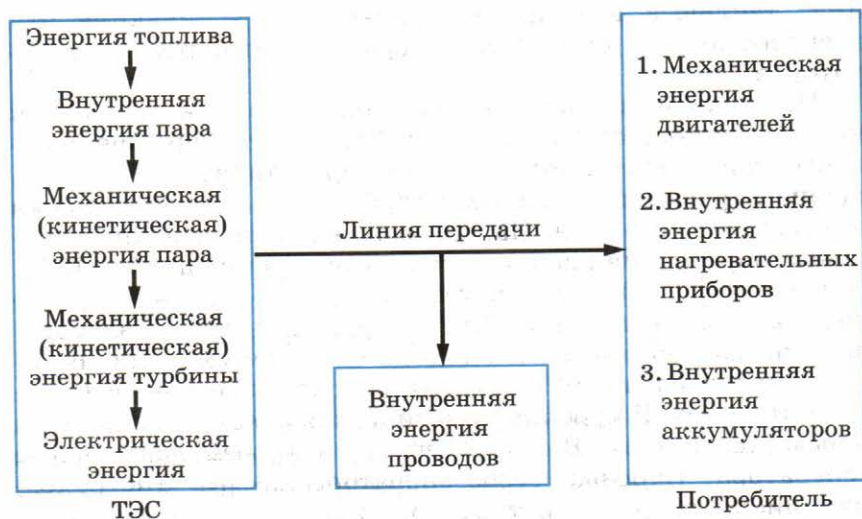 Энергия топлива
Внутренняя
энергия пара
Механическая
(кинетическая)
энергия пара
Механическая
(кинетическая)
энергия турбины
Электрическая
энергия
ТЭС
Линия передачи
Внутренняя
энергия
проводов
1. Механическая
энергия
двигателей
2. Внутренняя
энергия
нагревательных
приборов
3. Внутренняя
энергия
аккумуляторов
Потребитель